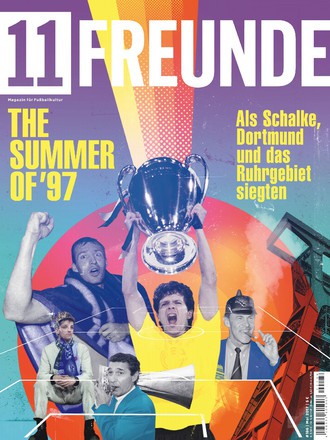 11 FREUNDE
Magazin für Fußballkultur
THE
SUMMER
OF '97
Als Schalke,
Dortmund
und das
Ruhrgebiet
siegten